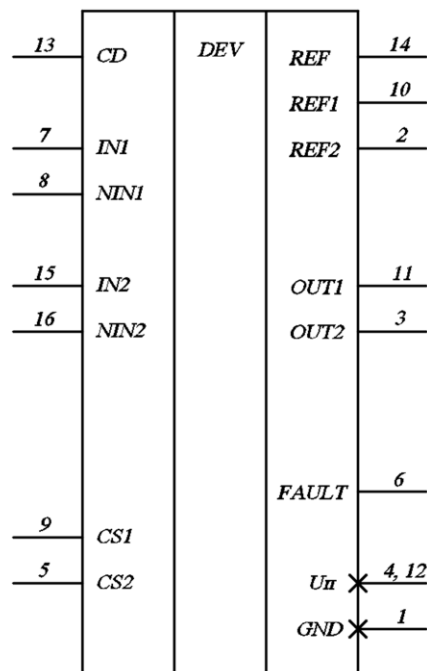 13 CD DEV REF 14
REF1 10
7 IN1 REF2 2
8 NIN1
15 IN2 OUT1 11
16 NIN2 OUT2 3
FAULT 6
9 CS1
5 CS2 Uп 4, 12
GND 1